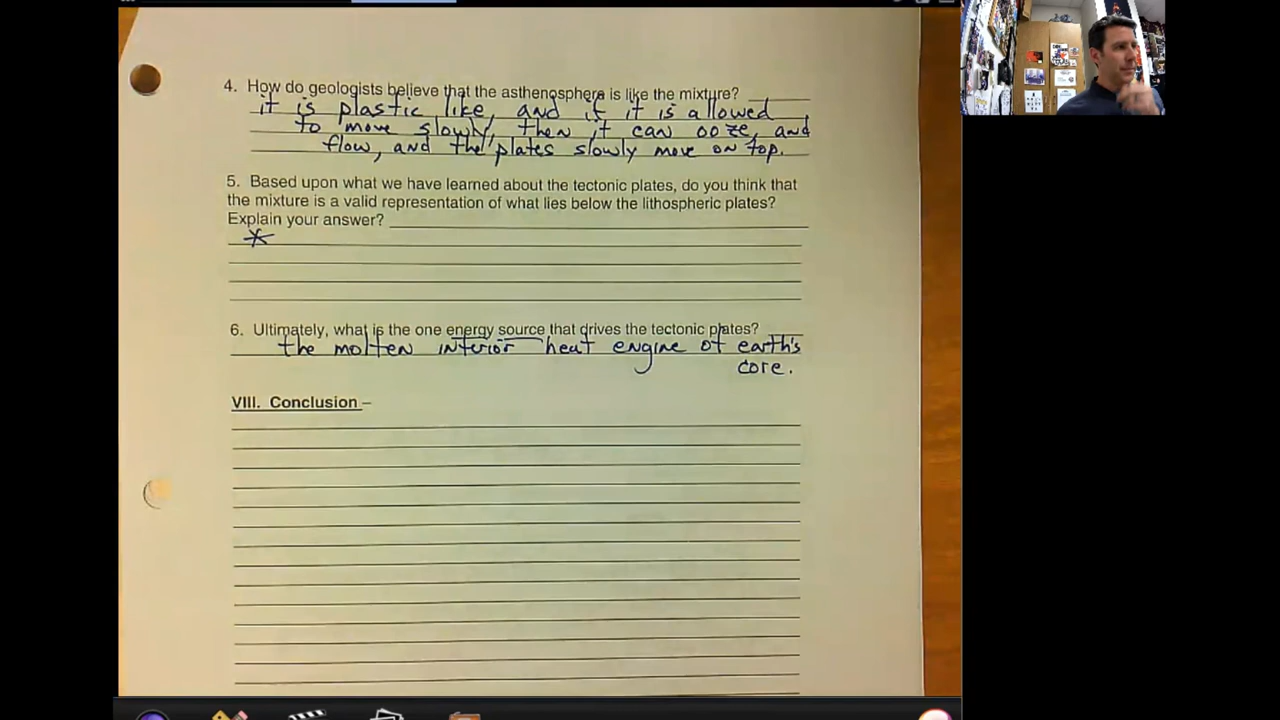 4. How do geologists believe that the asthenosphere is like the mixture?
it is plastic like, and if it is allowed
to move slowly, then it can ooze, and
flow, and the plates slowly move on top.
5. Based upon what we have learned about the tectonic plates, do you think that
the mixture is a valid representation of what lies below the lithospheric plates?
Explain your answer?
*
6. Ultimately, what is the one energy source that drives the tectonic plates?
the molten interior heat engine of earth's
core.
VIII. Conclusion –